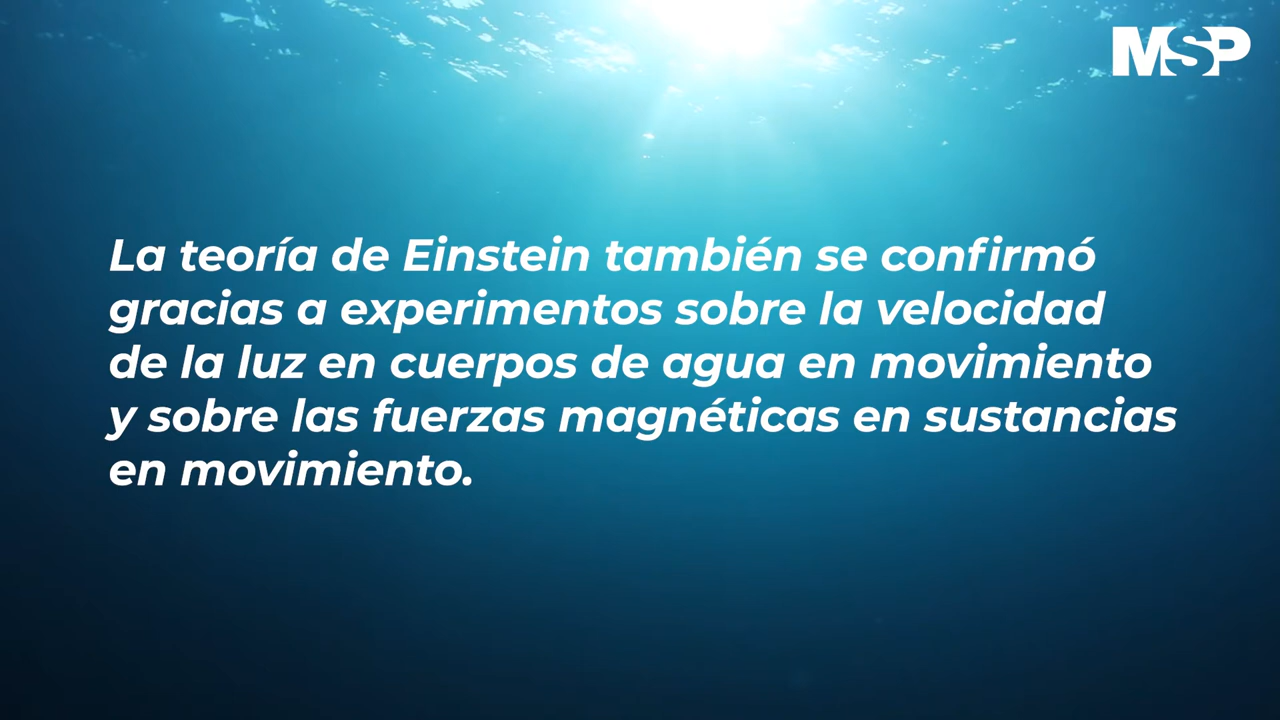 MSP
La teoría de Einstein también se confirmó
gracias a experimentos sobre la velocidad
de la luz en cuerpos de agua en movimiento
y sobre las fuerzas magnéticas en sustancias
en movimiento.